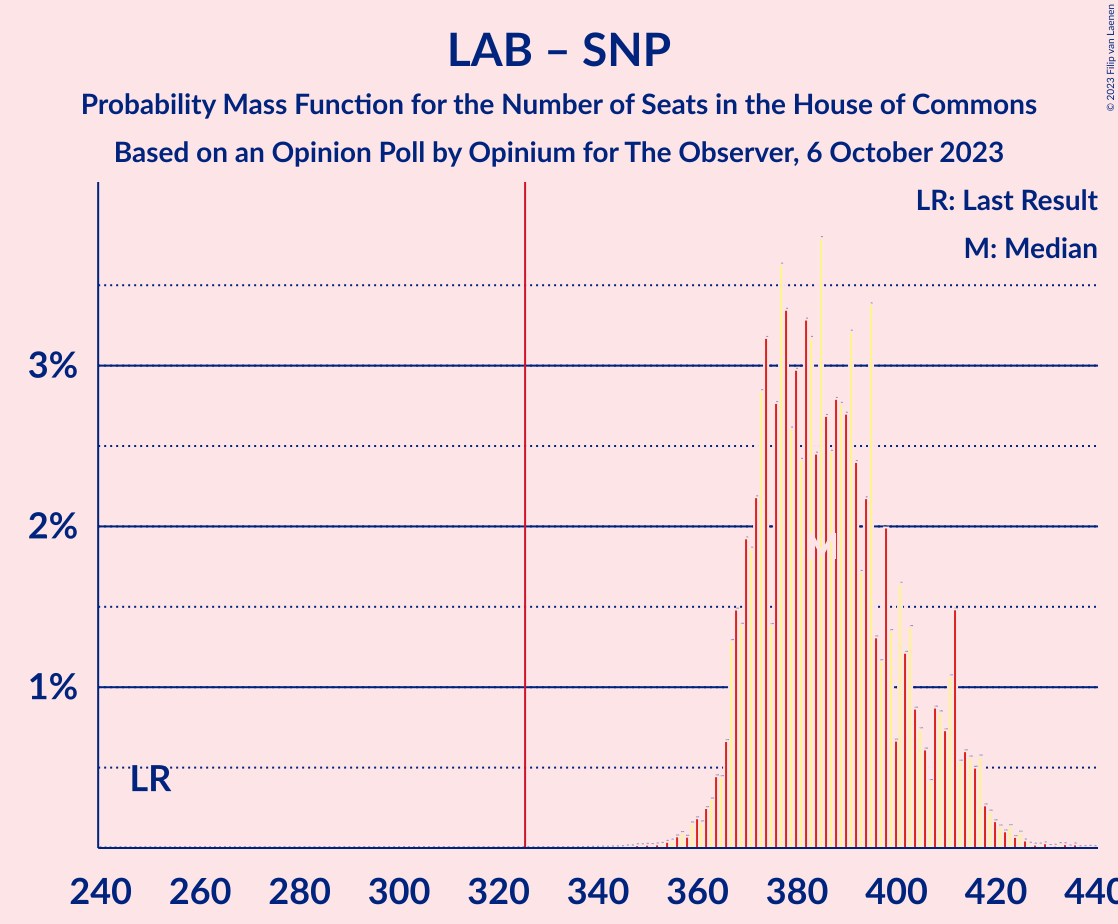 LAB – SNP
Probability Mass Function for the Number of Seats in the House of Commons
Based on an Opinion Poll by Opinium for The Observer, 6 October 2023
© 2023 Filip van Laenen
LR: Last Result
M: Median
3%
2%
1%
LR
M
240 260 280 300 320 340 360 380 400 420 440